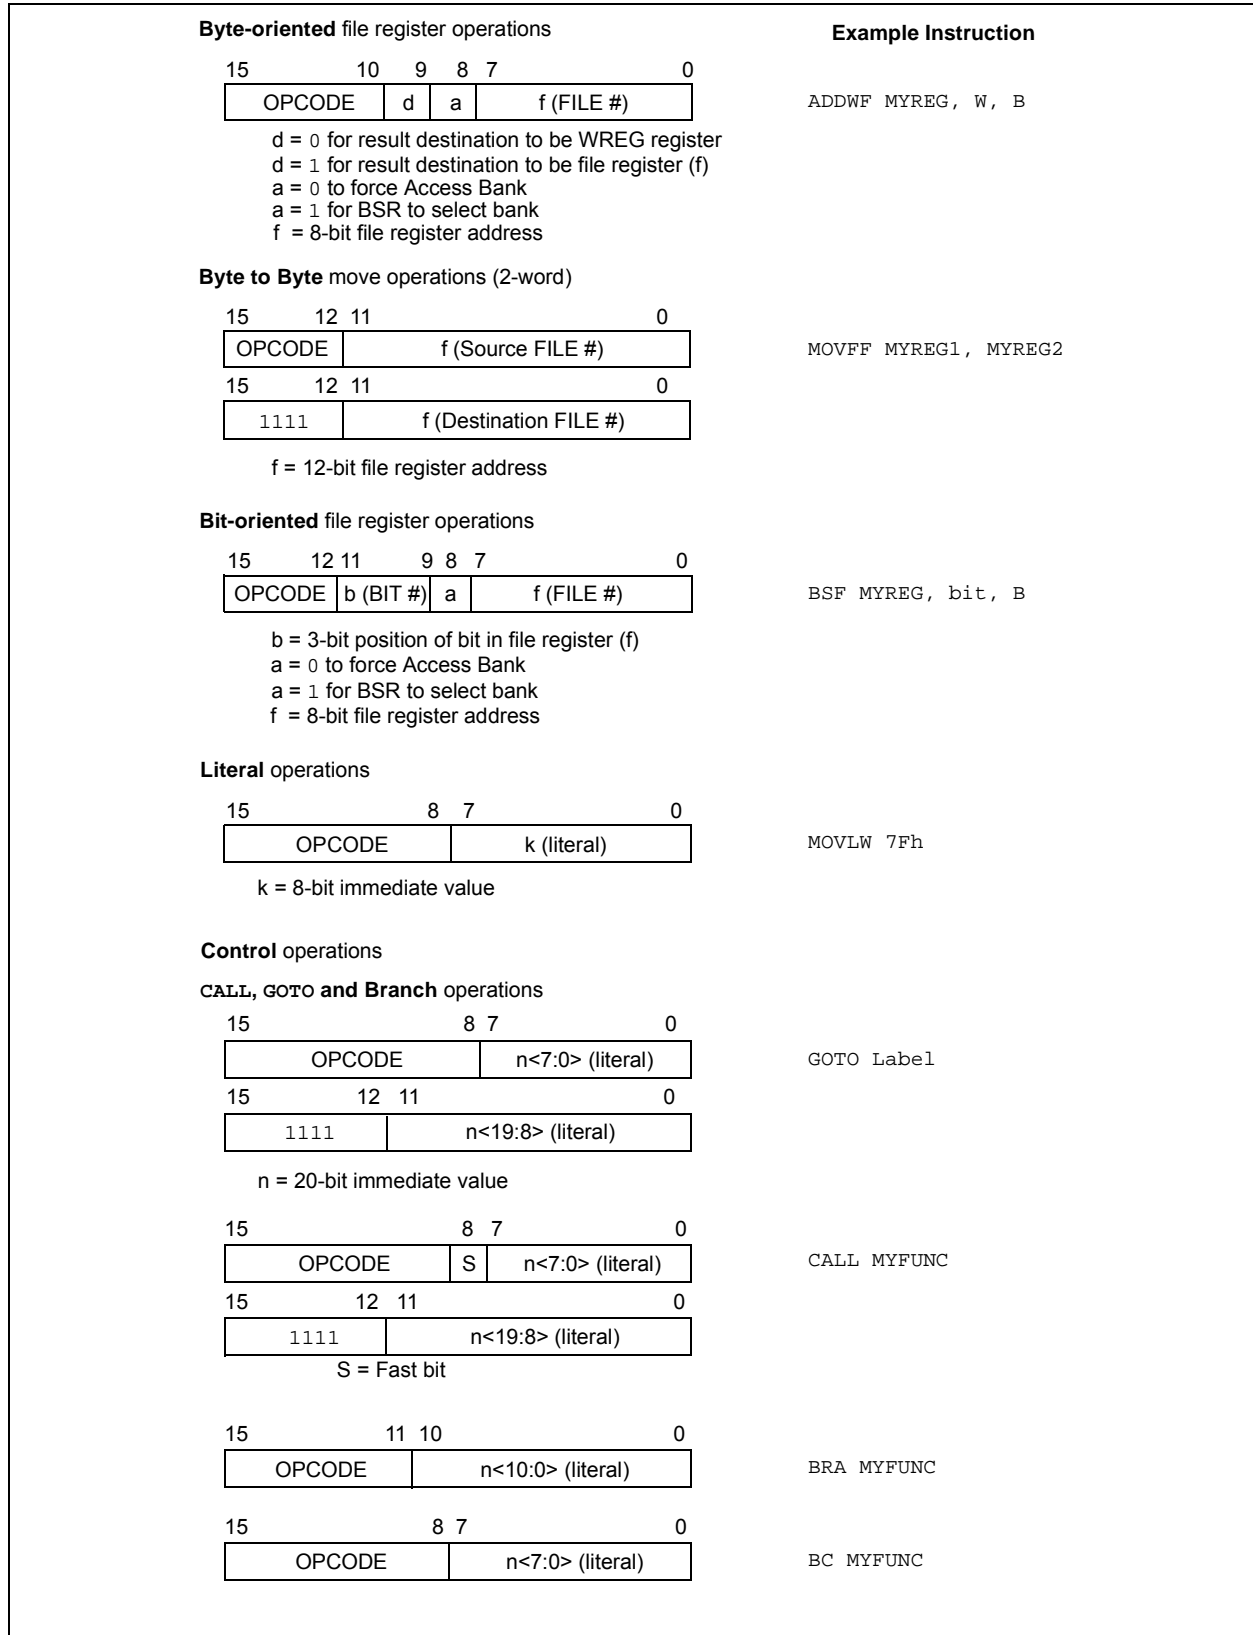 Byte-oriented file register operations
Example Instruction
15 10 9 8 7 0
OPCODE d a f (FILE #)
ADDWF MYREG, W, B
d = 0 for result destination to be WREG register
d = 1 for result destination to be file register (f)
a = 0 to force Access Bank
a = 1 for BSR to select bank
f = 8-bit file register address
Byte to Byte move operations (2-word)
15 12 11 0
OPCODE f (Source FILE #)
MOVFF MYREG1, MYREG2
15 12 11 0
1111 f (Destination FILE #)
f = 12-bit file register address
Bit-oriented file register operations
15 12 11 9 8 7 0
OPCODE b (BIT #) a f (FILE #)
BSF MYREG, bit, B
b = 3-bit position of bit in file register (f)
a = 0 to force Access Bank
a = 1 for BSR to select bank
f = 8-bit file register address
Literal operations
15 8 7 0
OPCODE k (literal)
MOVLW 7Fh
k = 8-bit immediate value
Control operations
CALL, GOTO and Branch operations
15 8 7 0
OPCODE n<7:0> (literal)
GOTO Label
15 12 11 0
1111 n<19:8> (literal)
n = 20-bit immediate value
15 8 7 0
OPCODE S n<7:0> (literal)
CALL MYFUNC
15 12 11 0
1111 n<19:8> (literal)
S = Fast bit
15 11 10 0
OPCODE n<10:0> (literal)
BRA MYFUNC
15 8 7 0
OPCODE n<7:0> (literal)
BC MYFUNC